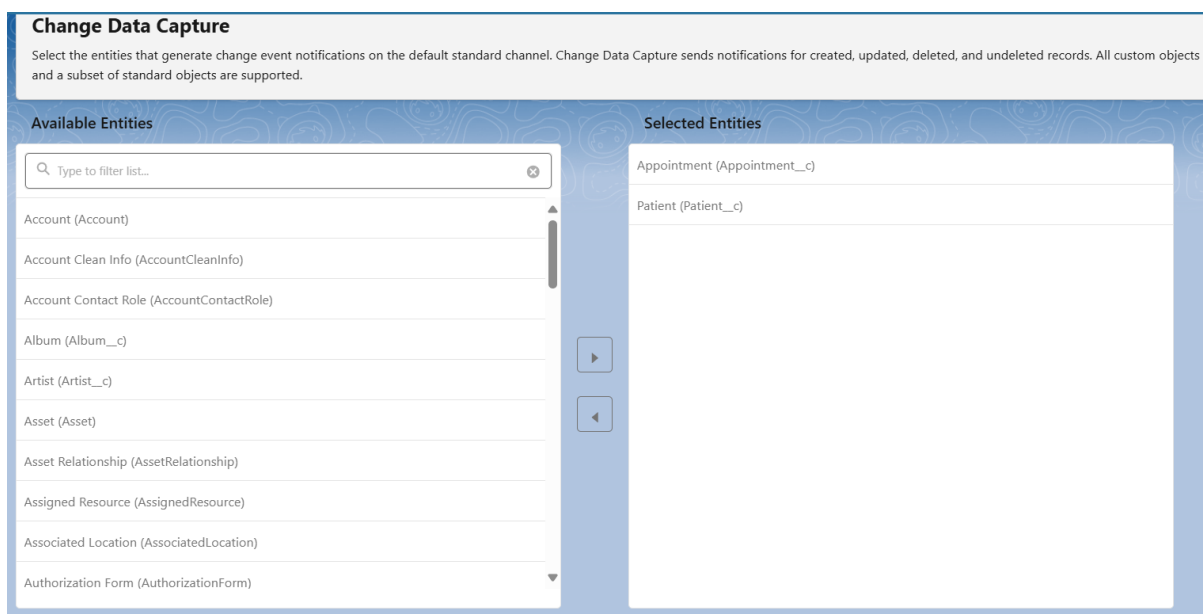 Change Data Capture
Select the entities that generate change event notifications on the default standard channel. Change Data Capture sends notifications for created, updated, deleted, and undeleted records. All custom objects
and a subset of standard objects are supported.
Available Entities
Type to filter list...
Account (Account)
Account Clean Info (AccountCleanInfo)
Account Contact Role (AccountContactRole)
Album (Album__c)
Artist (Artist__c)
Asset (Asset)
Asset Relationship (AssetRelationship)
Assigned Resource (AssignedResource)
Associated Location (AssociatedLocation)
Authorization Form (AuthorizationForm)
Selected Entities
Appointment (Appointment__c)
Patient (Patient__c)